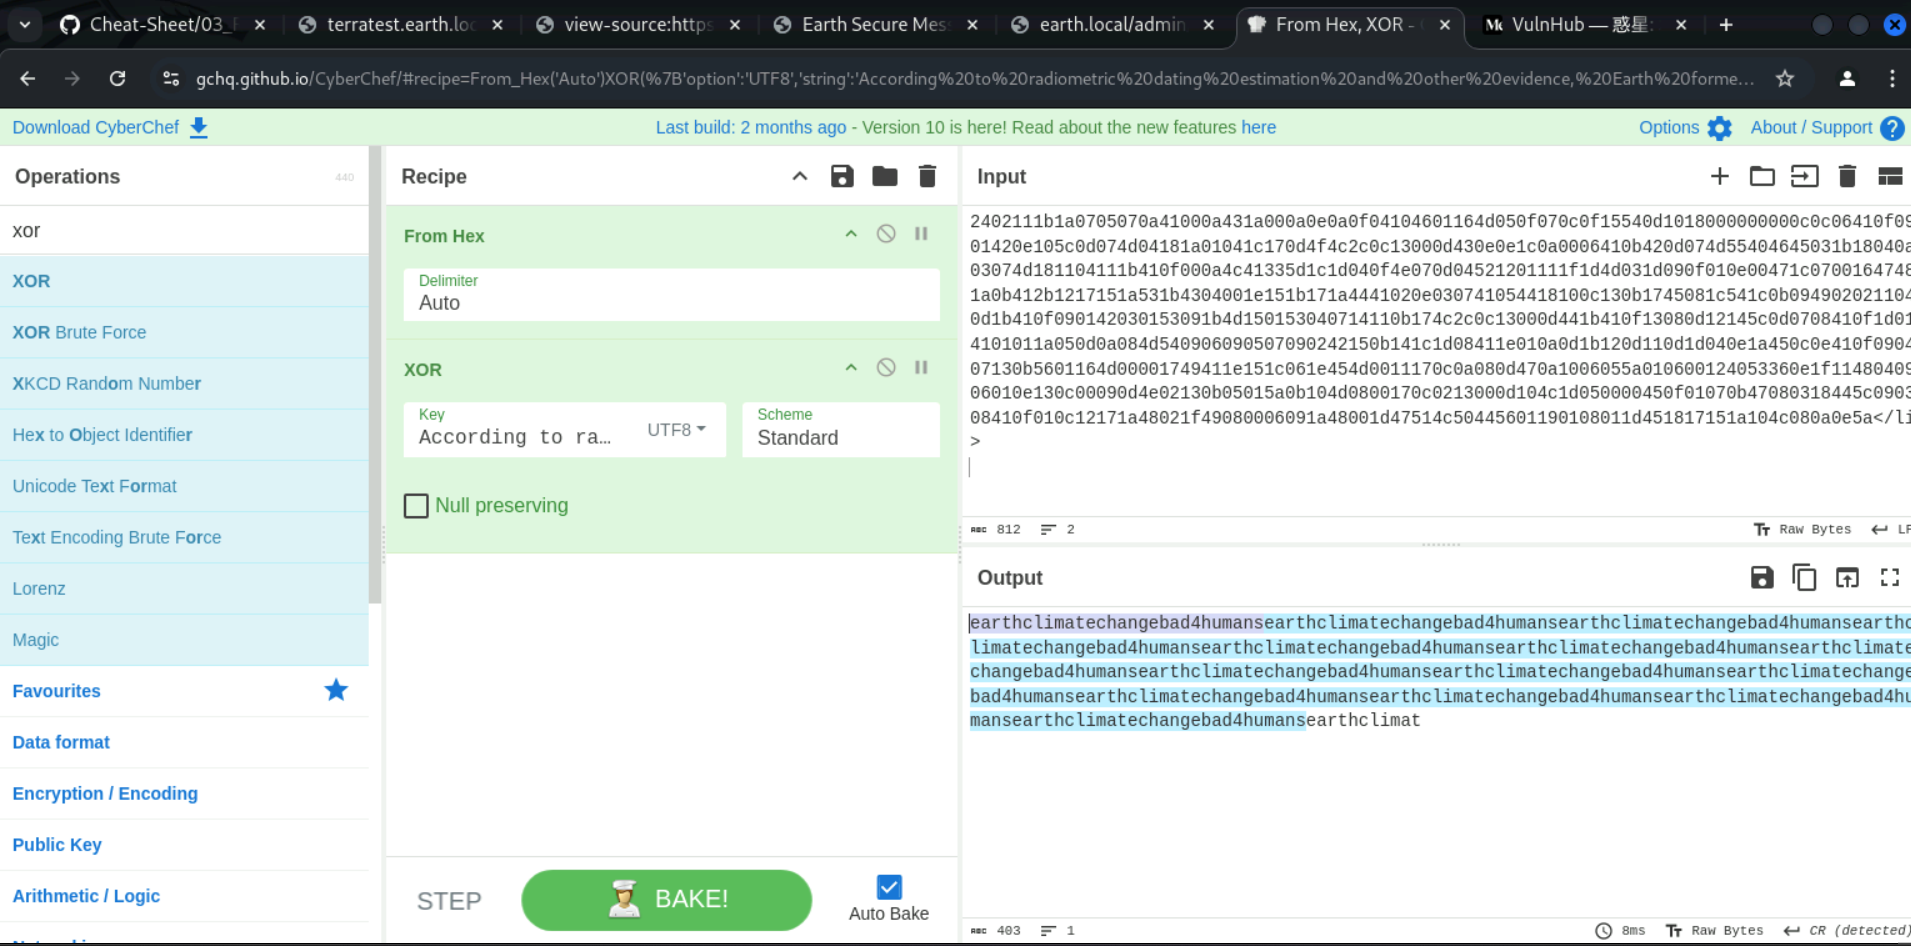 Cheat-Sheet/03_
terratest.earth.loc
view-source:https
Earth Secure Mes
earth.local/admin
From Hex, XOR -
VulnHub — 惑星:
gchq.github.io/CyberChef/#recipe=From_Hex('Auto')XOR(%7B'option':'UTF8','string':'According%20to%20radiometric%20dating%20estimation%20and%20other%20evidence,%20Earth%20forme...
Download CyberChef
Last build: 2 months ago - Version 10 is here! Read about the new features here
Options
About / Support
Operations
440
xor
XOR
XOR Brute Force
XKCD Random Number
Hex to Object Identifier
Unicode Text Format
Text Encoding Brute Force
Lorenz
Magic
Favourites
Data format
Encryption / Encoding
Public Key
Arithmetic / Logic
Recipe
From Hex
Delimiter
Auto
XOR
Key
According to ra...
UTF8
Scheme
Standard
Null preserving
STEP
BAKE!
Auto Bake
Input
2402111b1a0705070a41000a431a000a0e0a0f04104601164d050f070c0f15540d1018000000000c0c06410f09
01420e105c0d074d04181a01041c170d4f4c2c0c13000d430e0e1c0a0006410b420d074d55404645031b18040a
03074d181104111b410f000a4c41335d1c1d040f4e070d04521201111f1d4d031d090f010e00471c0700164748
1a0b412b1217151a531b4304001e151b171a4441020e030741054418100c130b1745081c541c0b094902021104
0d1b410f090142030153091b4d150153040714110b174c2c0c13000d441b410f13080d12145c0d0708410f1d01
4101011a050d0a084d540906090507090242150b141c1d08411e010a0d1b120d110d1d040e1a450c0e410f0904
07130b5601164d00001749411e151c061e454d0011170c0a080d470a1006055a010600124053360e1f11480409
06010e130c00090d4e02130b05015a0b104d0800170c0213000d104c1d050000450f01070b47080318445c0903
08410f010c12171a48021f49080006091a48001d47514c50445601190108011d451817151a104c080a0e5a</li
>
812
2
Raw Bytes
LF
Output
earthclimatechangebad4humansearthclimatechangebad4humansearthclimatechangebad4humansearthc
limatechangebad4humansearthclimatechangebad4humansearthclimatechangebad4humansearthclimate
changebad4humansearthclimatechangebad4humansearthclimatechangebad4humansearthclimatechange
bad4humansearthclimatechangebad4humansearthclimatechangebad4humansearthclimatechangebad4hu
mansearthclimatechangebad4humansearthclimat
403
1
8ms
Raw Bytes
CR (detected)